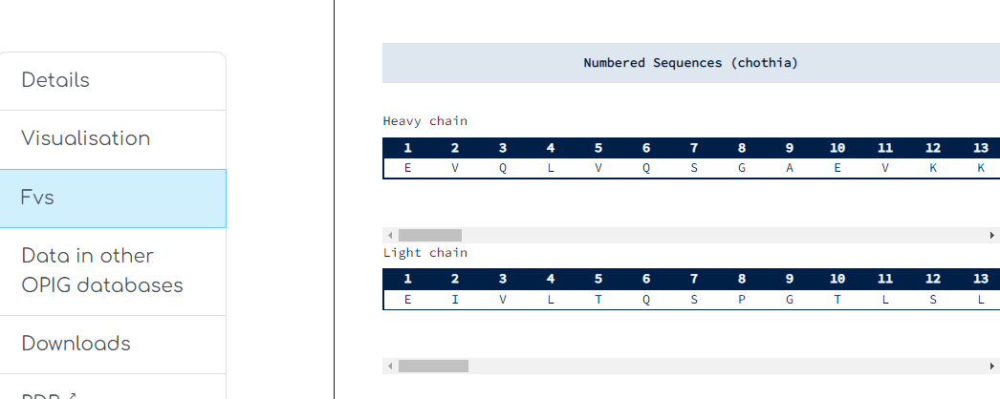 Details
Visualisation
Fvs
Data in other
OPIG databases
Downloads
PDB
Numbered Sequences (chothia)
Heavy chain
1 2 3 4 5 6 7 8 9 10 11 12 13
E V Q L V Q S G A E V K K
Light chain
1 2 3 4 5 6 7 8 9 10 11 12 13
E I V L T Q S P G T L S L